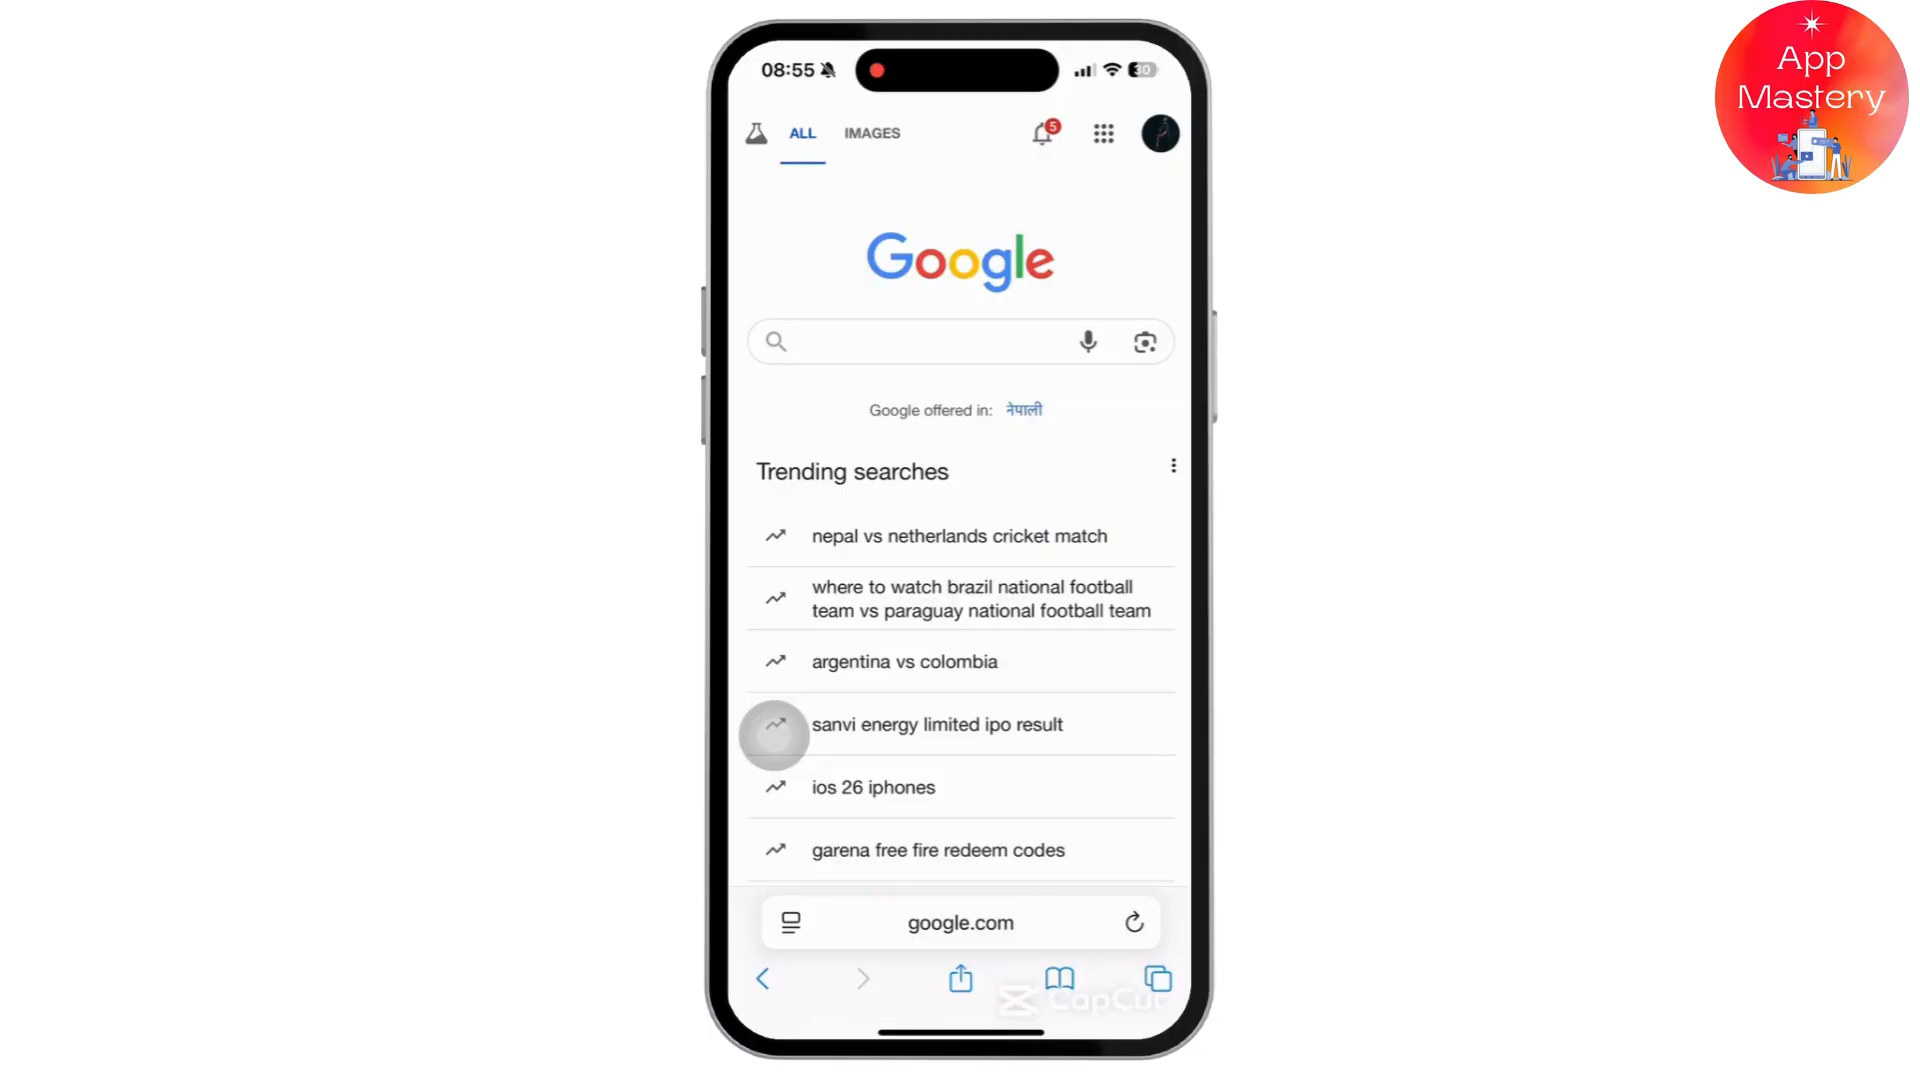 App
Mastery
08:55
30
ALL
IMAGES
5
Google
Google offered in: नेपाली
Trending searches
nepal vs netherlands cricket match
where to watch brazil national football
team vs paraguay national football team
argentina vs colombia
sanvi energy limited ipo result
ios 26 iphones
garena free fire redeem codes
google.com
CapCut